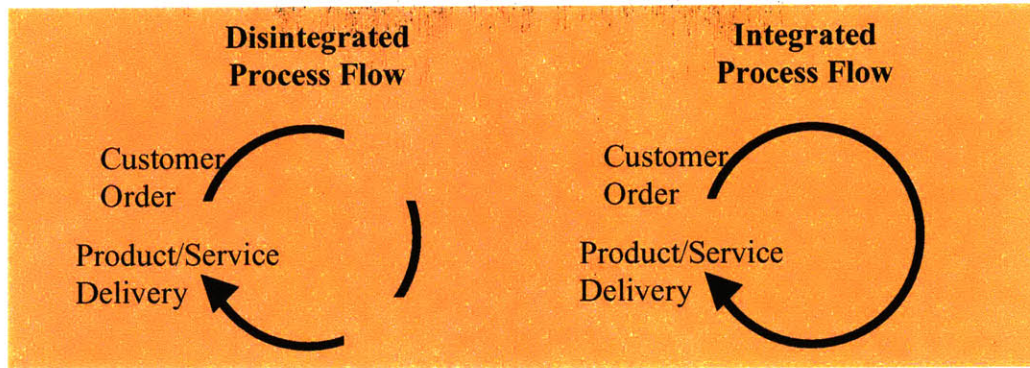 Disintegrated
Process Flow
Customer
Order
Product/Service
Delivery
Integrated
Process Flow
Customer
Order
Product/Service
Delivery